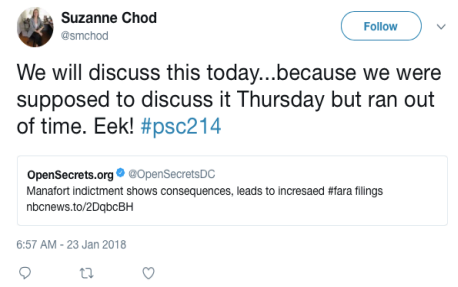 Suzanne Chod
@smchod
Follow
We will discuss this today...because we were
supposed to discuss it Thursday but ran out
of time. Eek! #psc214
OpenSecrets.org @OpenSecretsDC
Manafort indictment shows consequences, leads to incresaed #fara filings
nbcnews.to/2DqbcBH
6:57 AM - 23 Jan 2018